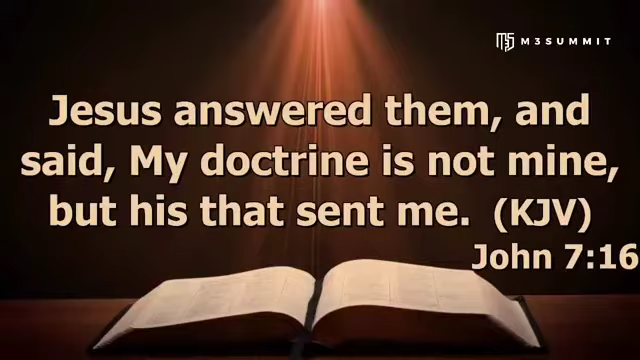 M3SUMMIT
Jesus answered them, and
said, My doctrine is not mine,
but his that sent me. (KJV)
John 7:16